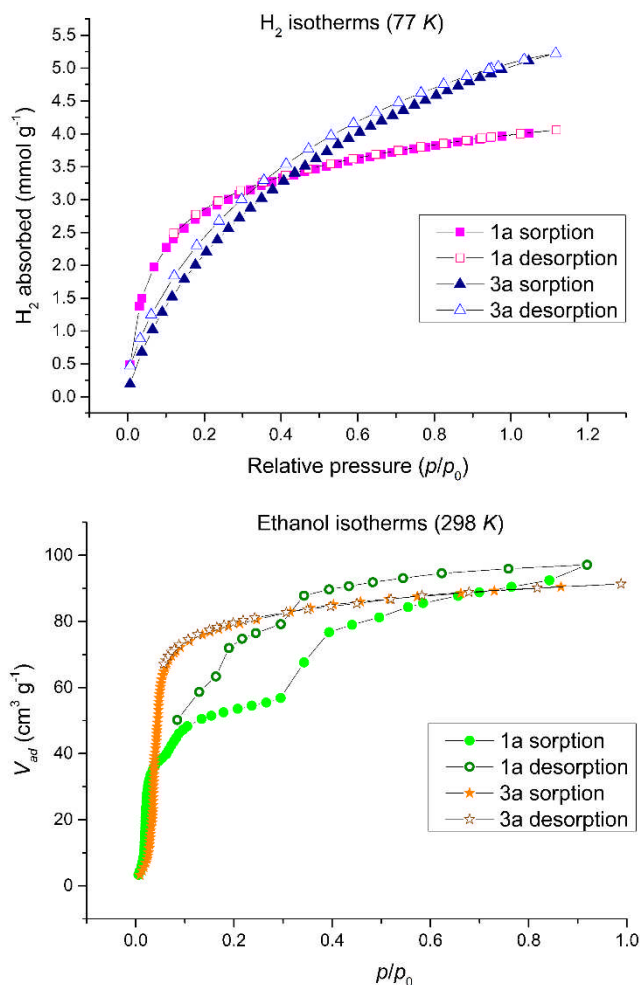 H₂ isotherms (77 K)
H₂ absorbed (mmol g⁻¹)
5.5
5.0
4.5
4.0
3.5
3.0
2.5
2.0
1.5
1.0
0.5
0.0
1a sorption
1a desorption
3a sorption
3a desorption
0.0 0.2 0.4 0.6 0.8 1.0 1.2
Relative pressure (p/p₀)
Ethanol isotherms (298 K)
V_ad (cm³ g⁻¹)
100
80
60
40
20
0
1a sorption
1a desorption
3a sorption
3a desorption
0.0 0.2 0.4 0.6 0.8 1.0
p/p₀